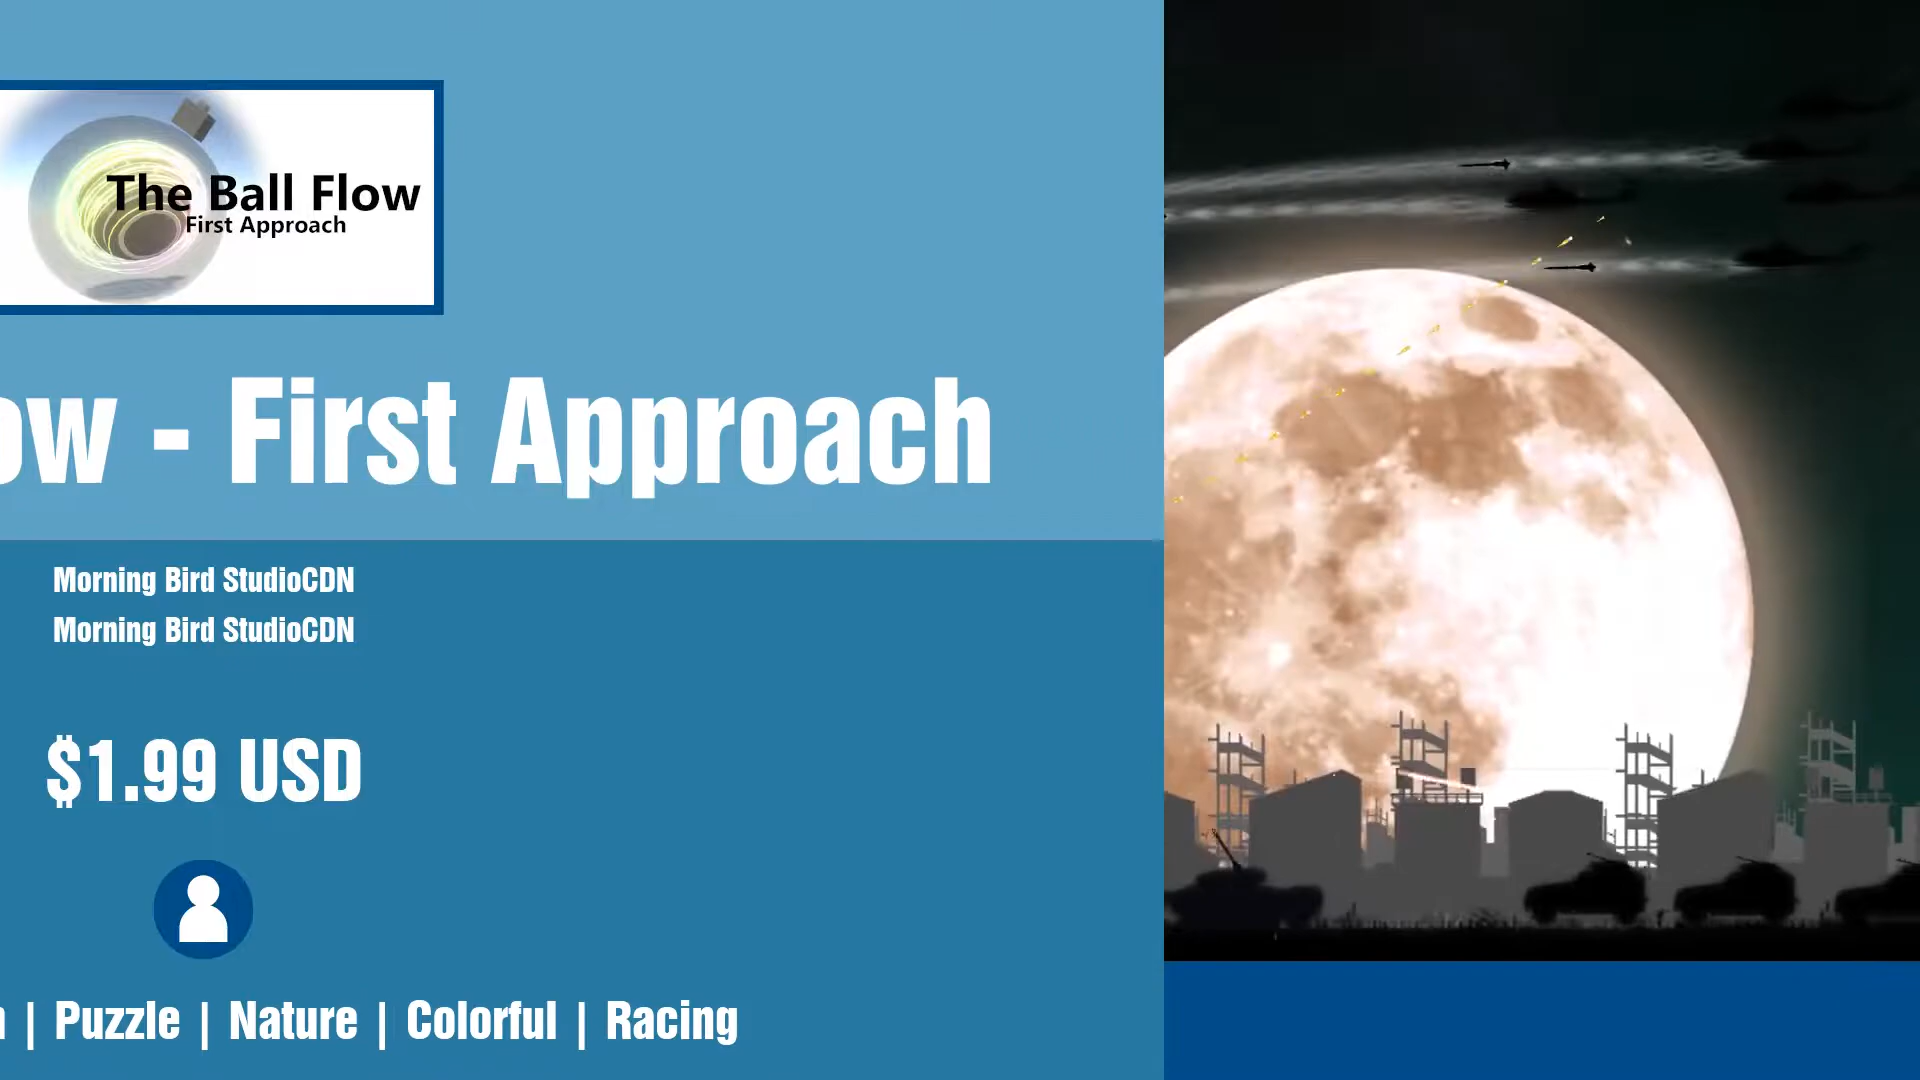 The Ball Flow
First Approach
ow - First Approach
Morning Bird StudioCDN
Morning Bird StudioCDN
$1.99 USD
| Puzzle | Nature | Colorful | Racing